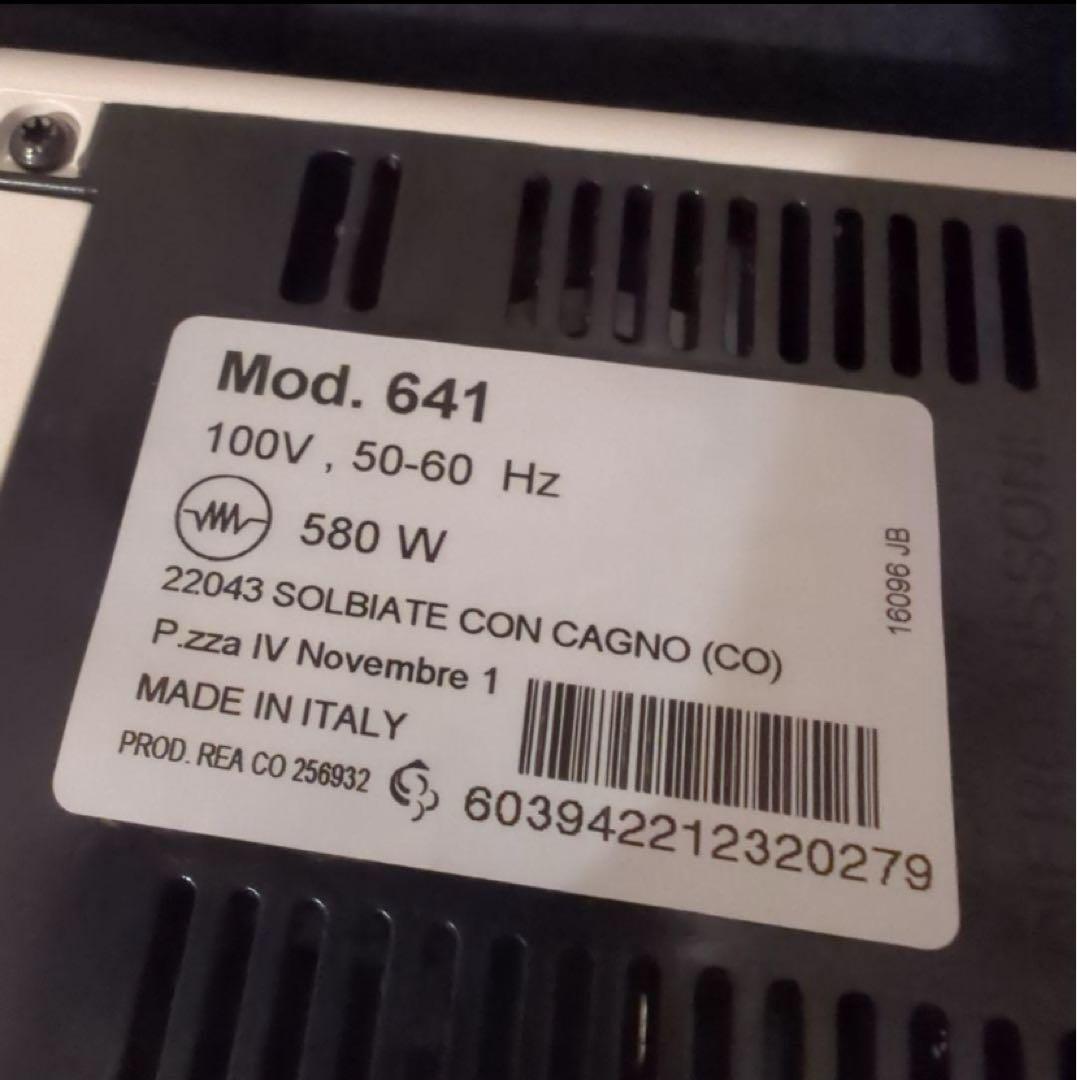 Mod. 641
100V , 50-60 Hz
580 W
22043 SOLBIATE CON CAGNO (CO)
P.zza IV Novembre 1
MADE IN ITALY
PROD. REA CO 256932
603942212320279
16096 JB